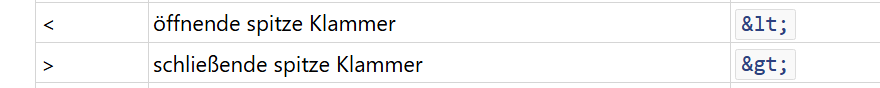 < öffnende spitze Klammer &lt;
> schließende spitze Klammer &gt;